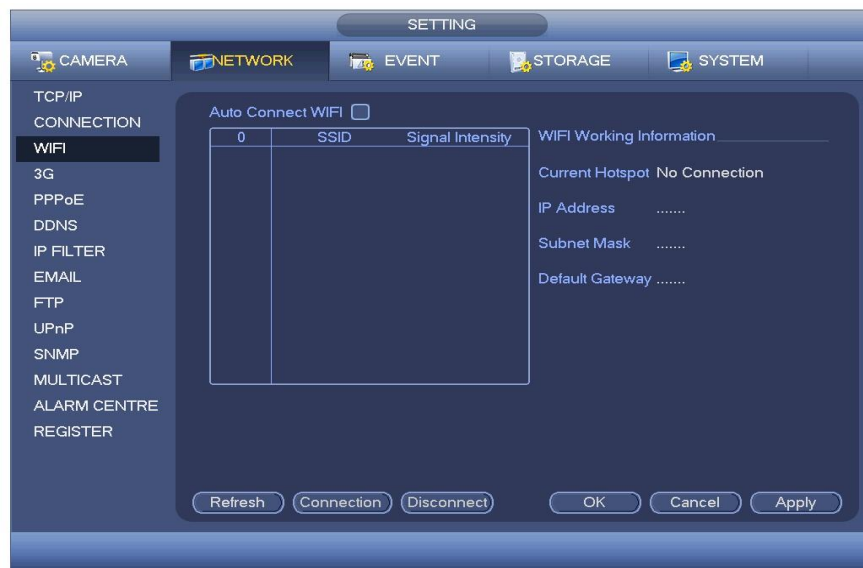 SETTING
CAMERA NETWORK EVENT STORAGE SYSTEM
TCP/IP
CONNECTION
WIFI
3G
PPPoE
DDNS
IP FILTER
EMAIL
FTP
UPnP
SNMP
MULTICAST
ALARM CENTRE
REGISTER
Auto Connect WIFI
0 SSID Signal Intensity
WIFI Working Information
Current Hotspot No Connection
IP Address .......
Subnet Mask ......
Default Gateway .......
Refresh Connection Disconnect OK Cancel Apply